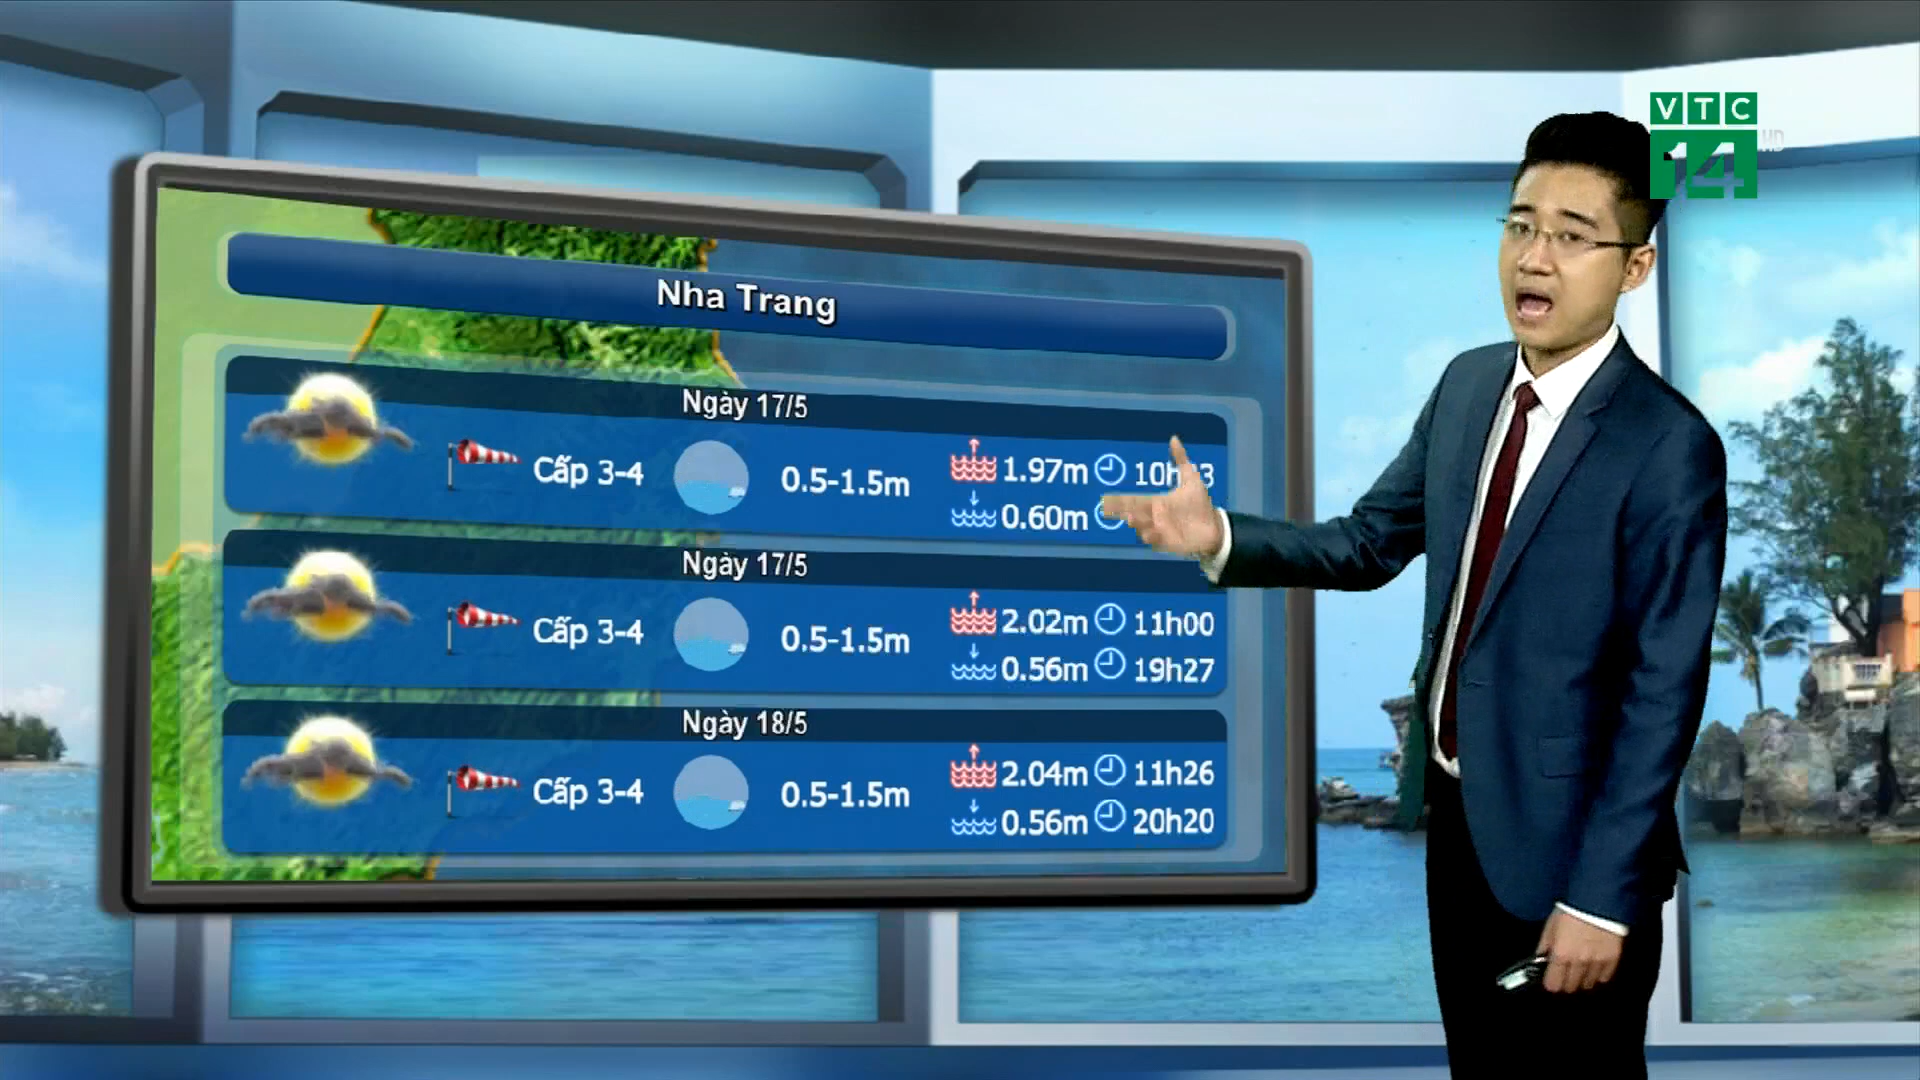 VTC
14
HD
Nha Trang
Ngày 17/5
Cấp 3-4
0.5-1.5m
1.97m
0.60m
Ngày 17/5
Cấp 3-4
0.5-1.5m
2.02m 11h00
0.56m 19h27
Ngày 18/5
Cấp 3-4
0.5-1.5m
2.04m 11h26
0.56m 20h20